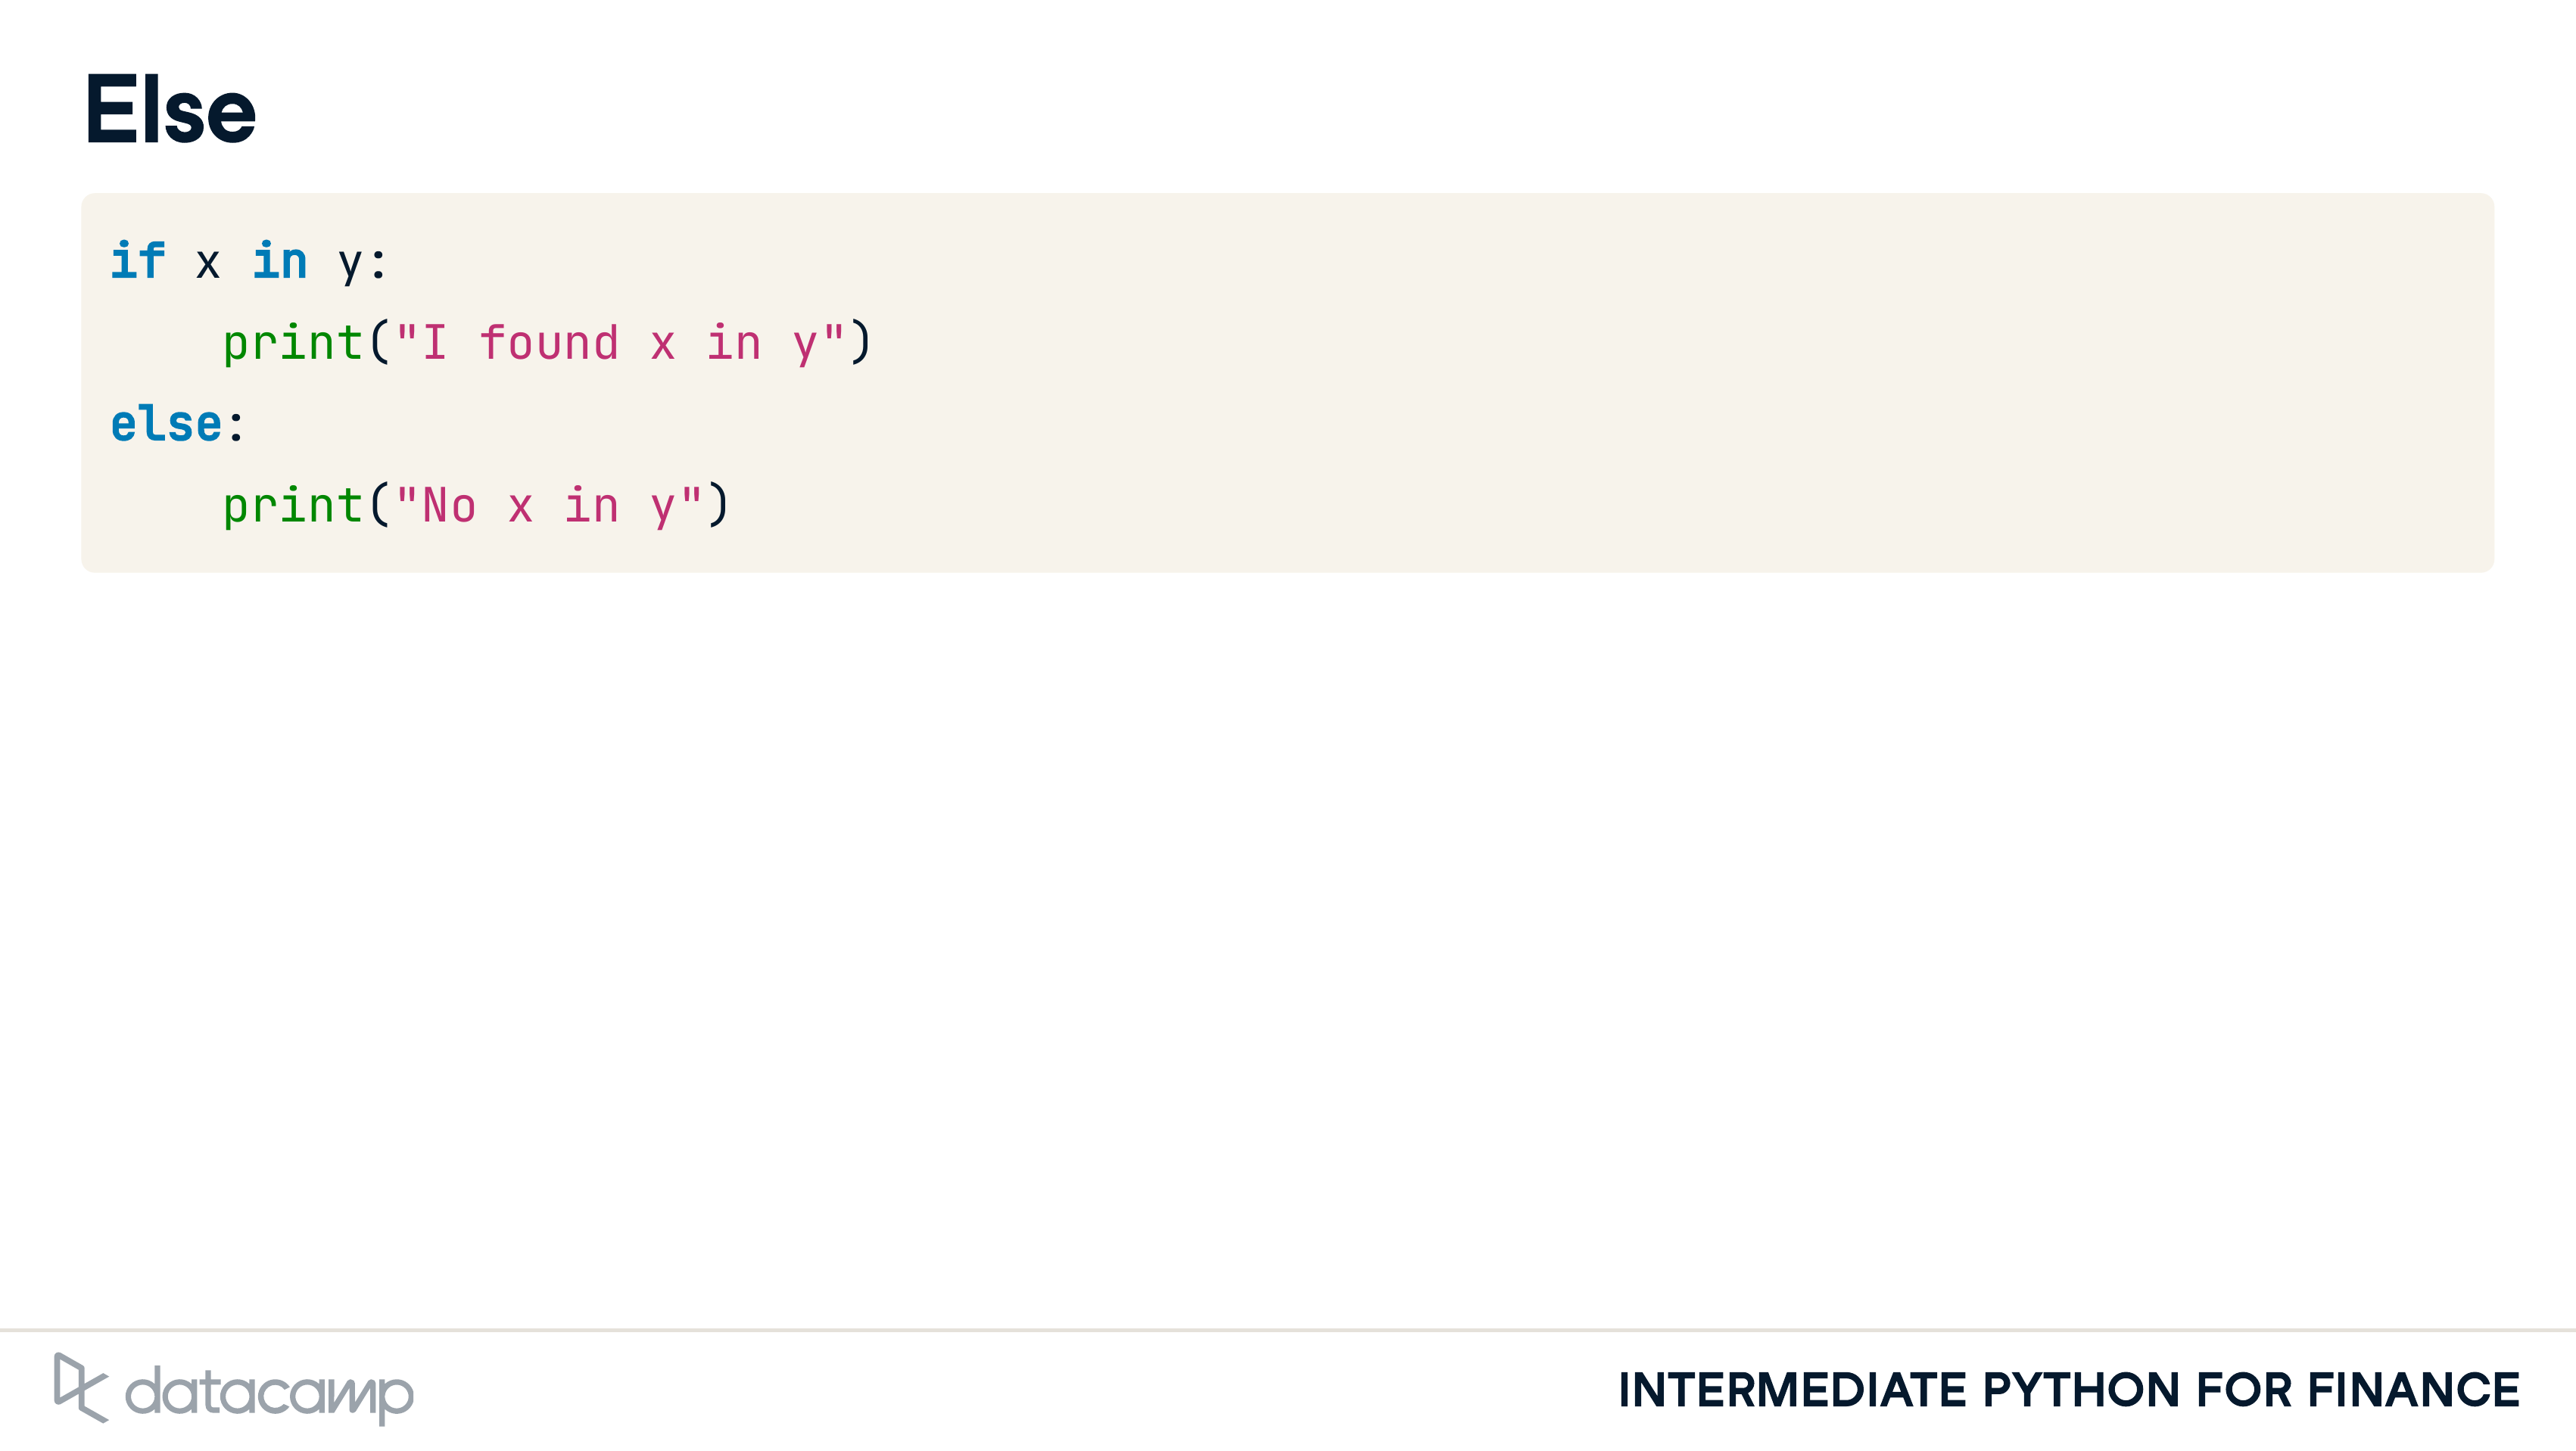 Else
if x in y:
    print("I found x in y")
else:
    print("No x in y")
datacamp
INTERMEDIATE PYTHON FOR FINANCE